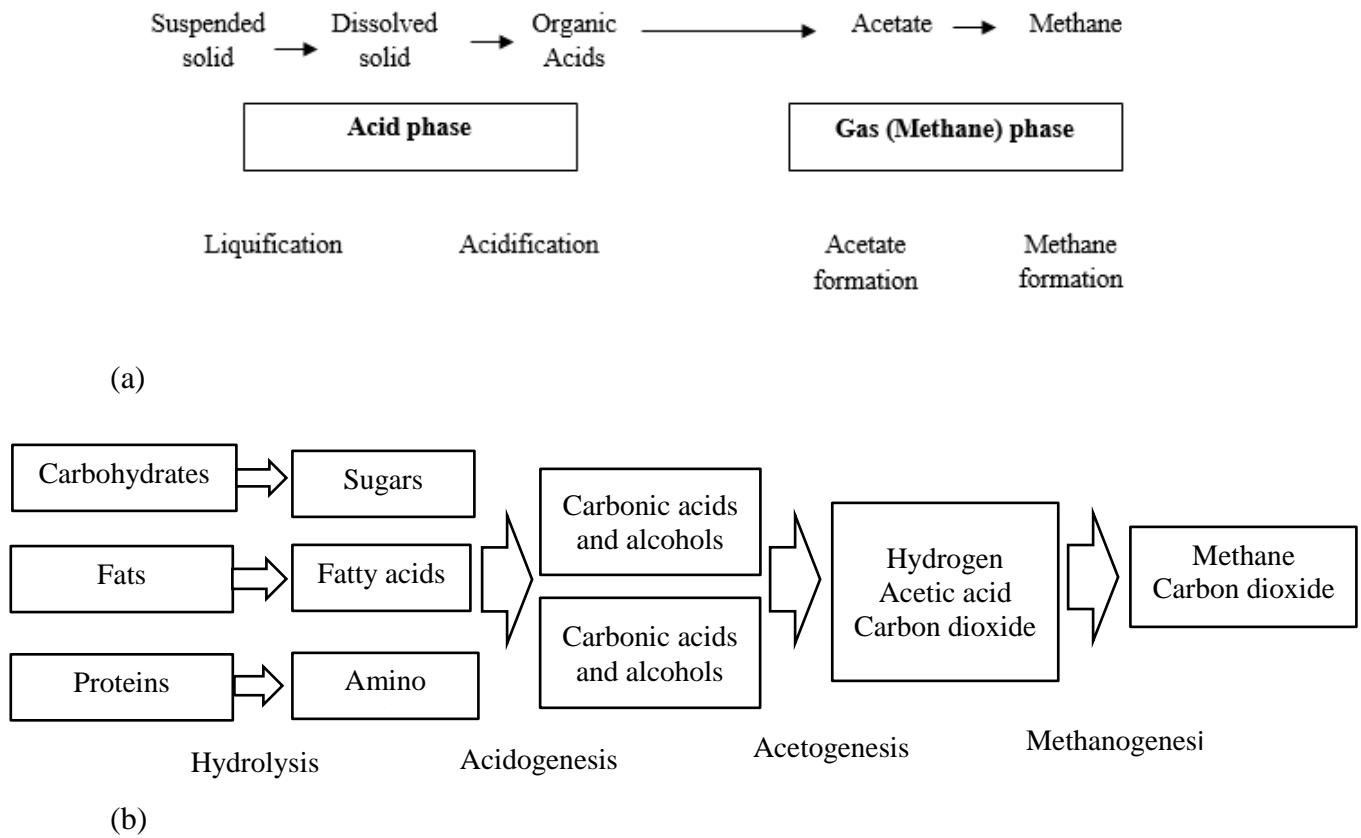 Suspended solid
Dissolved solid
Organic Acids
Acetate
Methane
Acid phase
Gas (Methane) phase
Liquification
Acidification
Acetate formation
Methane formation
(a)
Carbohydrates
Sugars
Fats
Fatty acids
Proteins
Amino
Carbonic acids
and alcohols
Carbonic acids
and alcohols
Hydrogen
Acetic acid
Carbon dioxide
Methane
Carbon dioxide
Hydrolysis
Acidogenesis
Acetogenesis
Methanogenesi
(b)